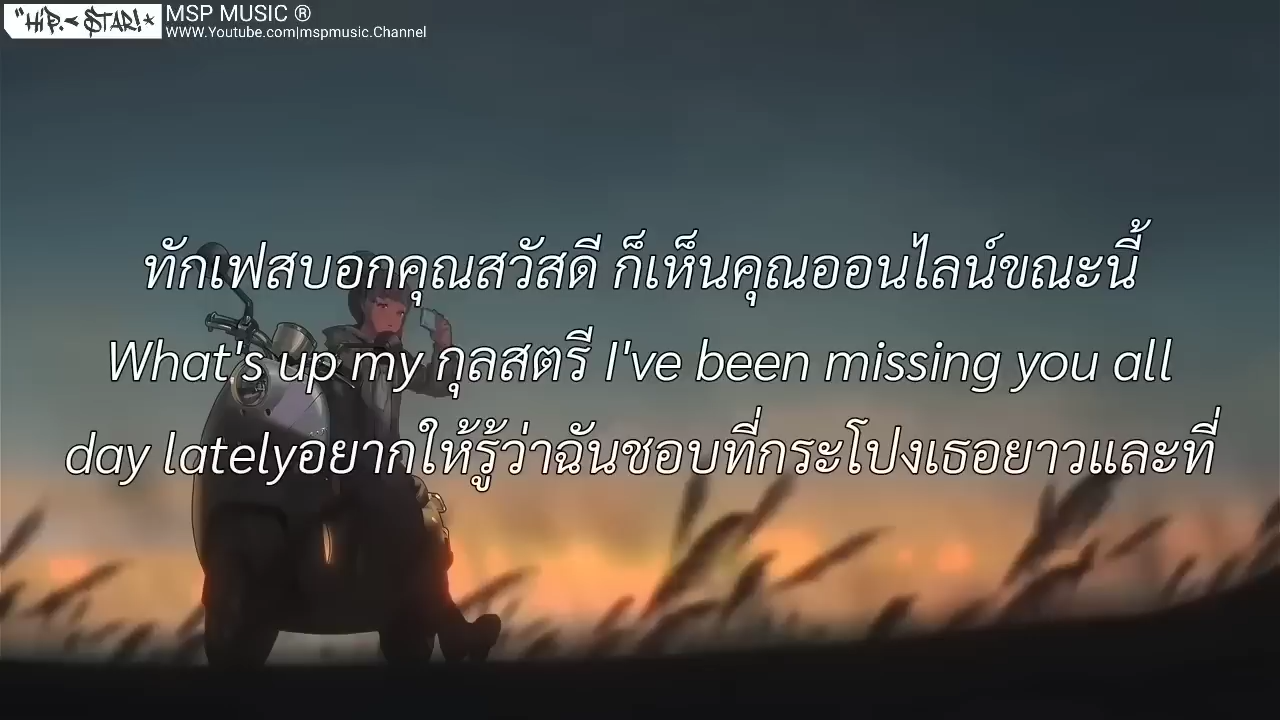 "HiP.< STAR!*
MSP MUSIC ®
WWW.Youtube.com|mspmusic.Channel
ทักเฟสบอกคุณสวัสดี ก็เห็นคุณออนไลน์ขณะนี้
What's up my กุลสตรี I've been missing you all
day latelyอยากให้รู้ว่าฉันชอบที่กระโปงเธอยาวและที่